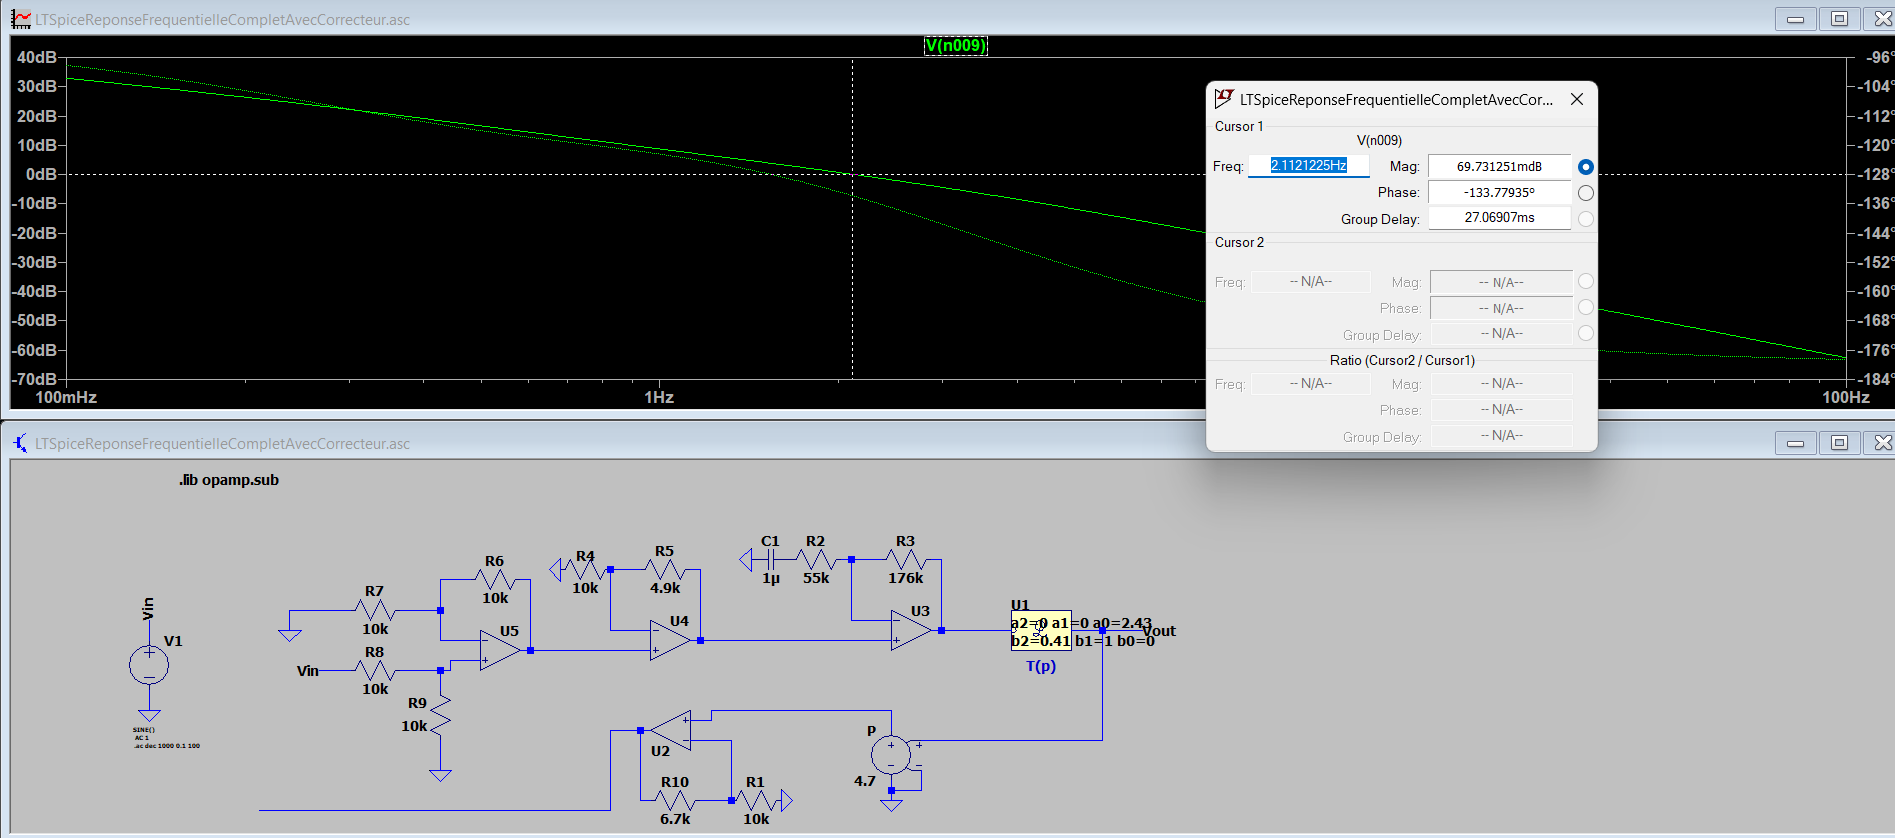 LTSpiceReponseFrequentielleCompletAvecCorrecteur.asc
V(n009)
40dB
30dB
20dB
10dB
0dB
-10dB
-20dB
-30dB
-40dB
-50dB
-60dB
-70dB
100mHz
1Hz
100Hz
-96°
-104°
-112°
-120°
-128°
-136°
-144°
-152°
-160°
-168°
-176°
-184°
LTSpiceReponseFrequentielleCompletAvecCor...
Cursor 1
V(n009)
Freq: 2.1121225Hz Mag: 69.731251mdB
Phase: -133.77935°
Group Delay: 27.06907ms
Cursor 2
Freq: -- N/A-- Mag: -- N/A--
Phase: -- N/A--
Group Delay: -- N/A--
Ratio (Cursor2 / Cursor1)
Freq: -- N/A-- Mag: -- N/A--
Phase: -- N/A--
Group Delay: -- N/A--
LTSpiceReponseFrequentielleCompletAvecCorrecteur.asc
.lib opamp.sub
Vin
V1
SINE()
AC 1
.ac dec 1000 0.1 100
R7
10k
R8
10k
Vin
R9
10k
R6
10k
U5
R4
10k
R5
4.9k
U4
C1
1µ
R2
55k
R3
176k
U3
U1
a2=0 a1=0 a0=2.43
b2=0.41 b1=1 b0=0
T(p)
Vout
U2
R10
6.7k
R1
10k
P
4.7